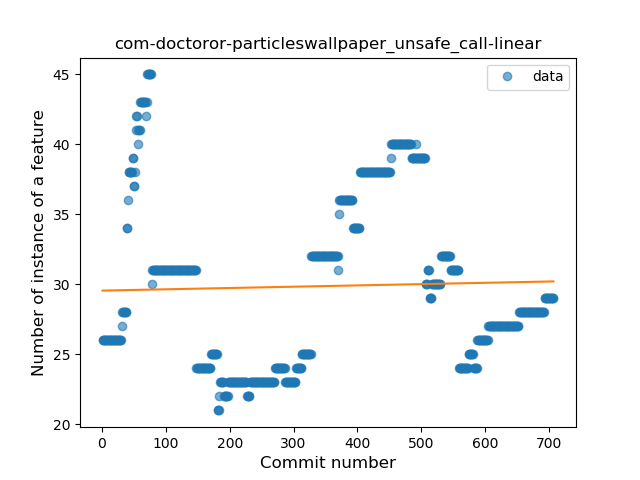 com-doctoror-particleswallpaper_unsafe_call-linear
data
45
40
35
30
25
20
Number of instance of a feature
0 100 200 300 400 500 600 700
Commit number